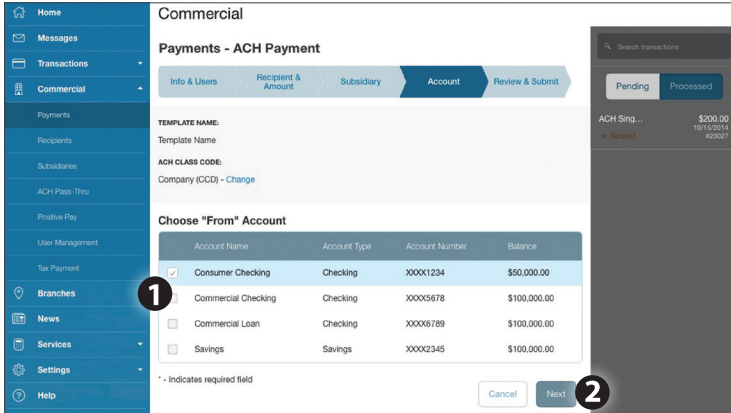 Home
Messages
Transactions
Commercial
Payments
Recipients
Subsidiaries
ACH Pass-Thru
Positive Pay
User Management
Tax Payment
Branches
News
Services
Settings
Help
Commercial
Payments - ACH Payment
Info & Users
Recipient &
Amount
Subsidiary
Account
Review & Submit
TEMPLATE NAME:
Template Name
ACH CLASS CODE:
Company (CCD) - Change
Choose "From" Account
Account Name Account Type Account Number Balance
Consumer Checking Checking XXXX1234 $50,000.00
1
Commercial Checking Checking XXXX5678 $100,000.00
Commercial Loan Checking XXXX6789 $100,000.00
Savings Savings XXXX2345 $100,000.00
* - Indicates required field
Cancel Next 2
Search transactions
Pending Processed
ACH Sing... $200.00
10/15/2014
Suspect #23027